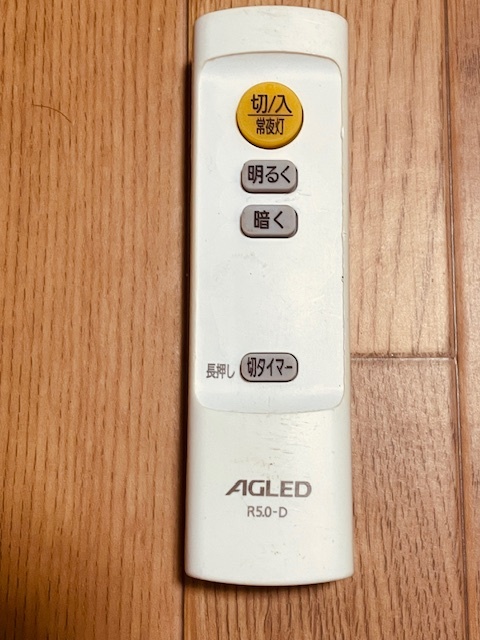 切/入
常夜灯
明るく
暗く
長押し 切タイマー
AGLED
R5.0-D